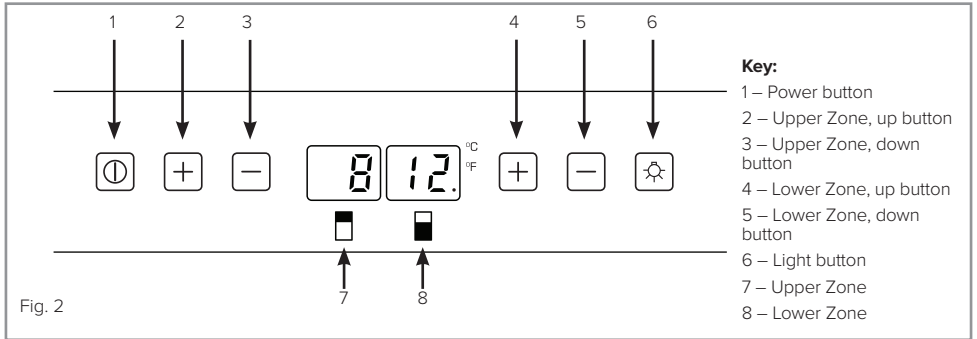 1 2 3 4 5 6
Key:
1 – Power button
2 – Upper Zone, up button
3 – Upper Zone, down
button
4 – Lower Zone, up button
5 – Lower Zone, down
button
6 – Light button
7 – Upper Zone
8 – Lower Zone
8 12. °C
°F
7 8
Fig. 2